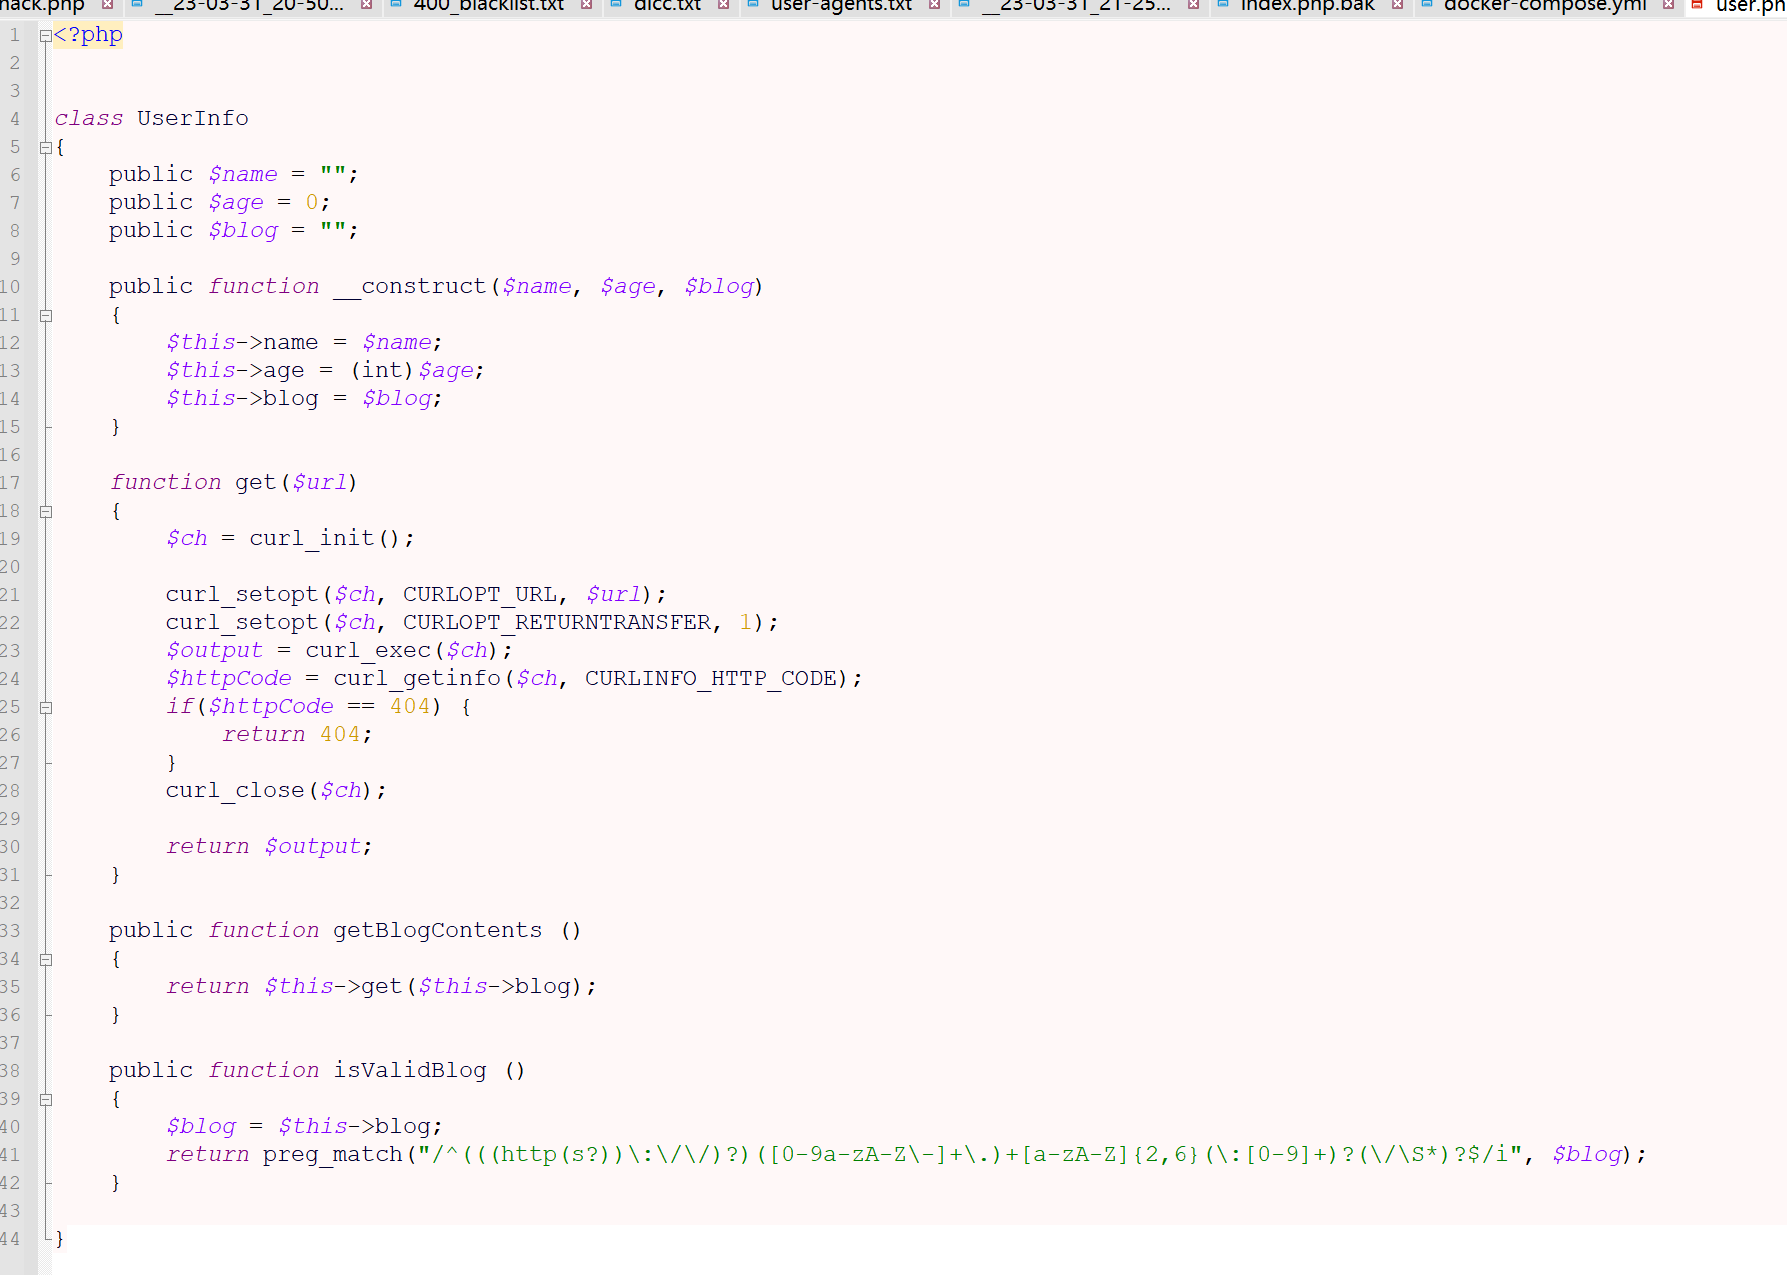 hack.php __23-03-31_20-50... 400_blacklist.txt dicc.txt user-agents.txt __23-03-31_21-25... index.php.bak docker-compose.yml user.ph
1 <?php
2
3
4 class UserInfo
5 {
6     public $name = "";
7     public $age = 0;
8     public $blog = "";
9
10     public function __construct($name, $age, $blog)
11     {
12         $this->name = $name;
13         $this->age = (int)$age;
14         $this->blog = $blog;
15     }
16
17     function get($url)
18     {
19         $ch = curl_init();
20
21         curl_setopt($ch, CURLOPT_URL, $url);
22         curl_setopt($ch, CURLOPT_RETURNTRANSFER, 1);
23         $output = curl_exec($ch);
24         $httpCode = curl_getinfo($ch, CURLINFO_HTTP_CODE);
25         if($httpCode == 404) {
26             return 404;
27         }
28         curl_close($ch);
29
30         return $output;
31     }
32
33     public function getBlogContents ()
34     {
35         return $this->get($this->blog);
36     }
37
38     public function isValidBlog ()
39     {
40         $blog = $this->blog;
41         return preg_match("/^(((http(s?))\:\/\/)?)([0-9a-zA-Z\-]+\.)+[a-zA-Z]{2,6}(\:[0-9]+)?(\/\S*)?$/i", $blog);
42     }
43
44 }